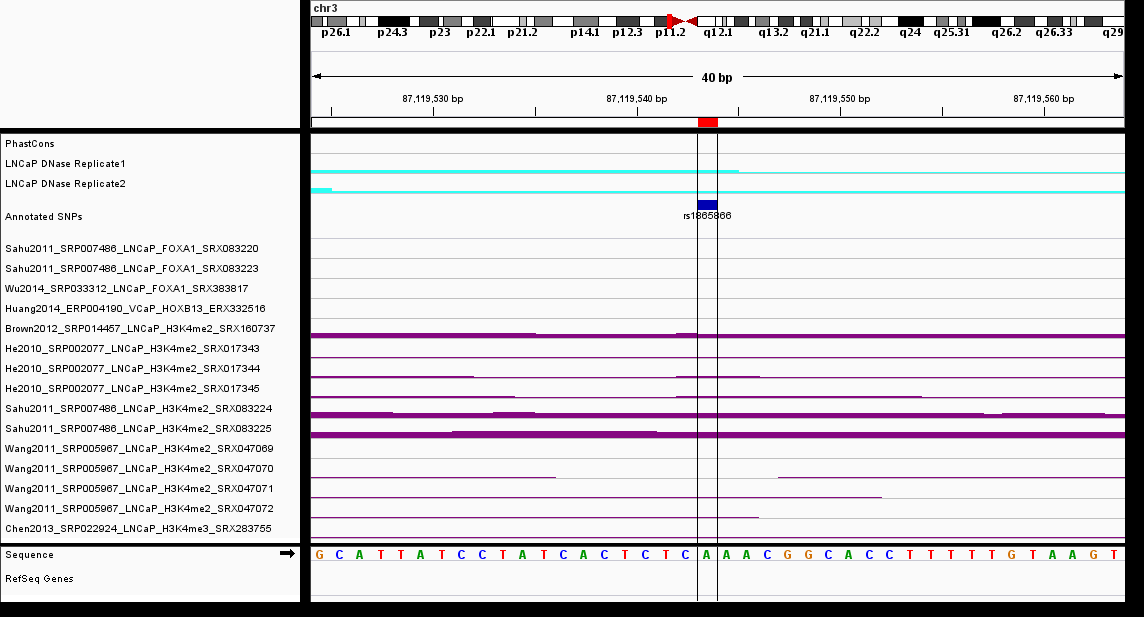 chr3
p26.1 p24.3 p23 p22.1 p21.2 p14.1 p12.3 p11.2 q12.1 q13.2 q21.1 q22.2 q24 q25.31 q26.2 q26.33 q29
40 bp
87,119,530 bp 87,119,540 bp 87,119,550 bp 87,119,560 bp
PhastCons
LNCaP DNase Replicate1
LNCaP DNase Replicate2
Annotated SNPs rs1865866
Sahu2011_SRP007486_LNCaP_FOXA1_SRX083220
Sahu2011_SRP007486_LNCaP_FOXA1_SRX083223
Wu2014_SRP033312_LNCaP_FOXA1_SRX383817
Huang2014_ERP004190_VCaP_HOXB13_ERX332516
Brown2012_SRP014457_LNCaP_H3K4me2_SRX160737
He2010_SRP002077_LNCaP_H3K4me2_SRX017343
He2010_SRP002077_LNCaP_H3K4me2_SRX017344
He2010_SRP002077_LNCaP_H3K4me2_SRX017345
Sahu2011_SRP007486_LNCaP_H3K4me2_SRX083224
Sahu2011_SRP007486_LNCaP_H3K4me2_SRX083225
Wang2011_SRP005967_LNCaP_H3K4me2_SRX047069
Wang2011_SRP005967_LNCaP_H3K4me2_SRX047070
Wang2011_SRP005967_LNCaP_H3K4me2_SRX047071
Wang2011_SRP005967_LNCaP_H3K4me2_SRX047072
Chen2013_SRP022924_LNCaP_H3K4me3_SRX283755
Sequence G C A T T A T C C T A T C A C T C T C A A A C G G C A C C T T T T T G T A A G T
RefSeq Genes